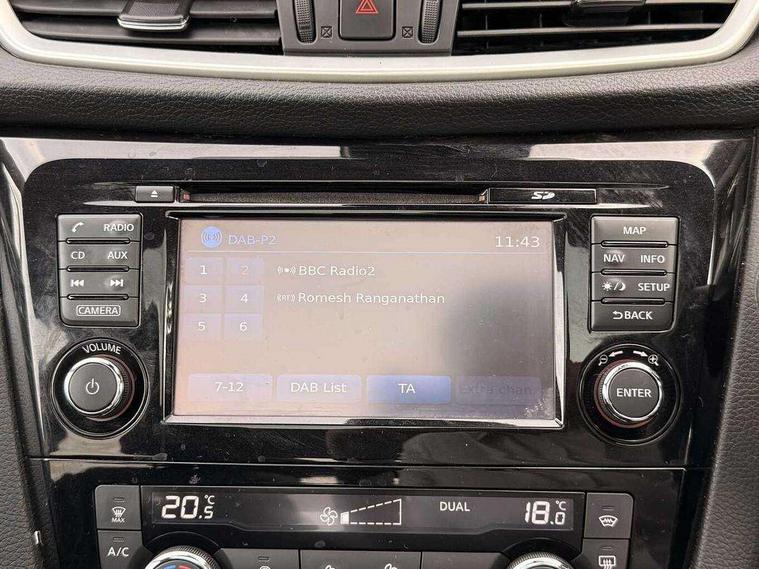 RADIO
CD AUX
CAMERA
VOLUME
SD
DAB-P2 11:43
1 2 BBC Radio2
3 4 (RT) Romesh Ranganathan
5 6
7-12 DAB List TA Extra chan.
MAP
NAV INFO
SETUP
BACK
ENTER
MAX
A/C
20.5 °C
DUAL
18.0 °C